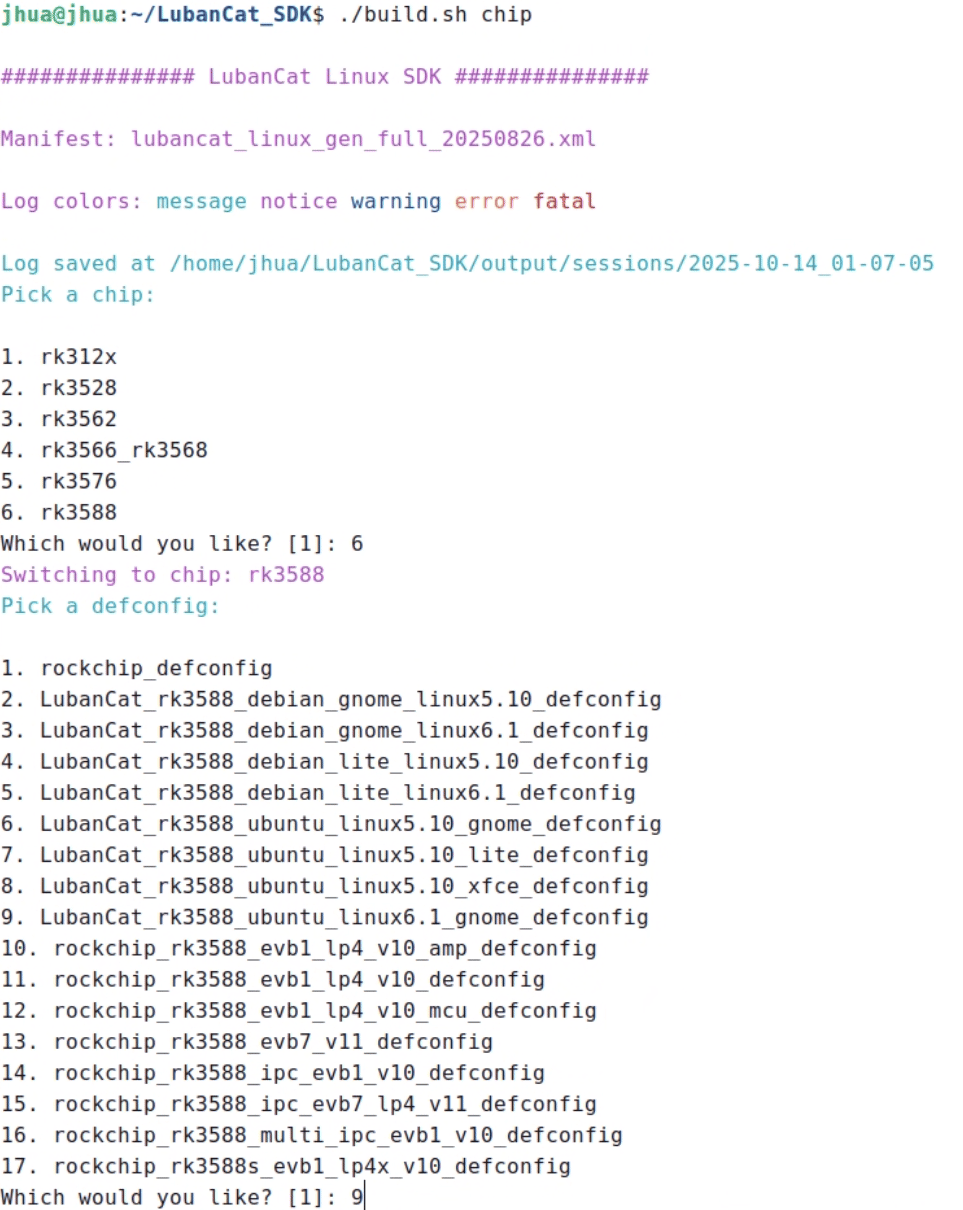 jhua@jhua:~/LubanCat_SDK$ ./build.sh chip
############### LubanCat Linux SDK ###############
Manifest: lubancat_linux_gen_full_20250826.xml
Log colors: message notice warning error fatal
Log saved at /home/jhua/LubanCat_SDK/output/sessions/2025-10-14_01-07-05
Pick a chip:
1. rk312x
2. rk3528
3. rk3562
4. rk3566_rk3568
5. rk3576
6. rk3588
Which would you like? [1]: 6
Switching to chip: rk3588
Pick a defconfig:
1. rockchip_defconfig
2. LubanCat_rk3588_debian_gnome_linux5.10_defconfig
3. LubanCat_rk3588_debian_gnome_linux6.1_defconfig
4. LubanCat_rk3588_debian_lite_linux5.10_defconfig
5. LubanCat_rk3588_debian_lite_linux6.1_defconfig
6. LubanCat_rk3588_ubuntu_linux5.10_gnome_defconfig
7. LubanCat_rk3588_ubuntu_linux5.10_lite_defconfig
8. LubanCat_rk3588_ubuntu_linux5.10_xfce_defconfig
9. LubanCat_rk3588_ubuntu_linux6.1_gnome_defconfig
10. rockchip_rk3588_evb1_lp4_v10_amp_defconfig
11. rockchip_rk3588_evb1_lp4_v10_defconfig
12. rockchip_rk3588_evb1_lp4_v10_mcu_defconfig
13. rockchip_rk3588_evb7_v11_defconfig
14. rockchip_rk3588_ipc_evb1_v10_defconfig
15. rockchip_rk3588_ipc_evb7_lp4_v11_defconfig
16. rockchip_rk3588_multi_ipc_evb1_v10_defconfig
17. rockchip_rk3588s_evb1_lp4x_v10_defconfig
Which would you like? [1]: 9